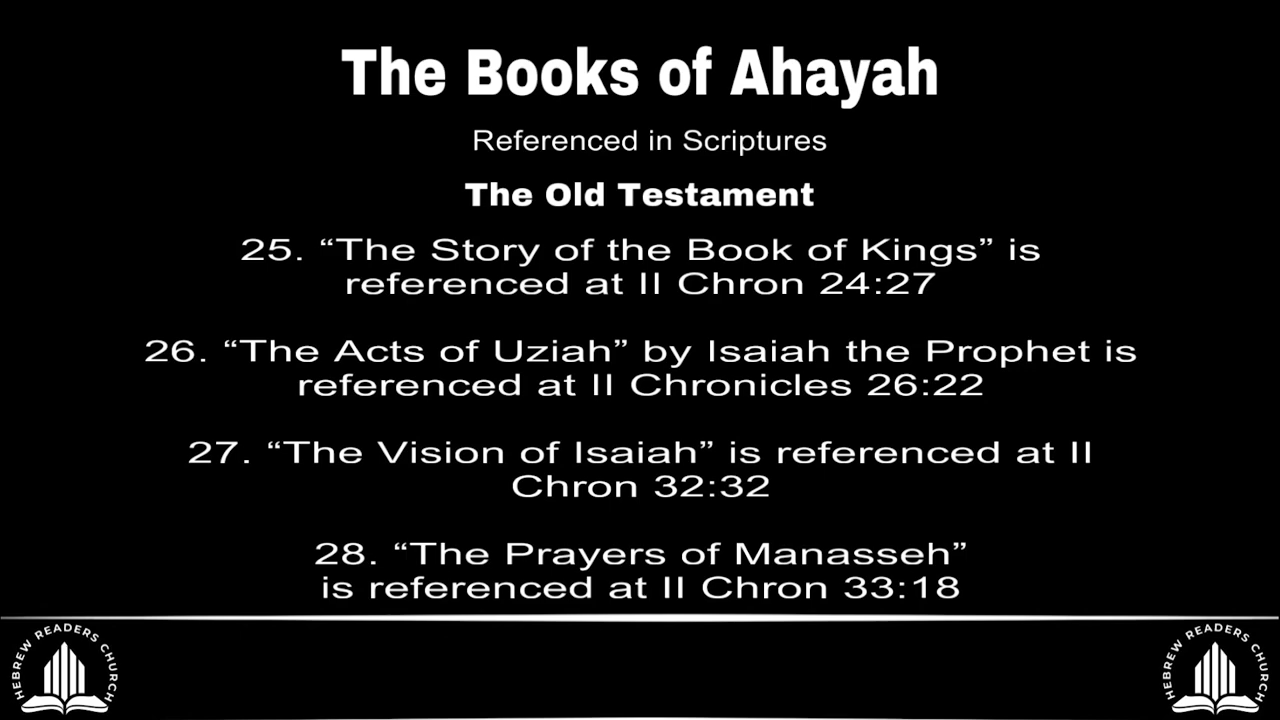 The Books of Ahayah
Referenced in Scriptures
The Old Testament
25. “The Story of the Book of Kings” is
referenced at II Chron 24:27
26. “The Acts of Uziah” by Isaiah the Prophet is
referenced at II Chronicles 26:22
27. “The Vision of Isaiah” is referenced at II
Chron 32:32
28. “The Prayers of Manasseh”
is referenced at II Chron 33:18
HEBREW READERS CHURCH
HEBREW READERS CHURCH